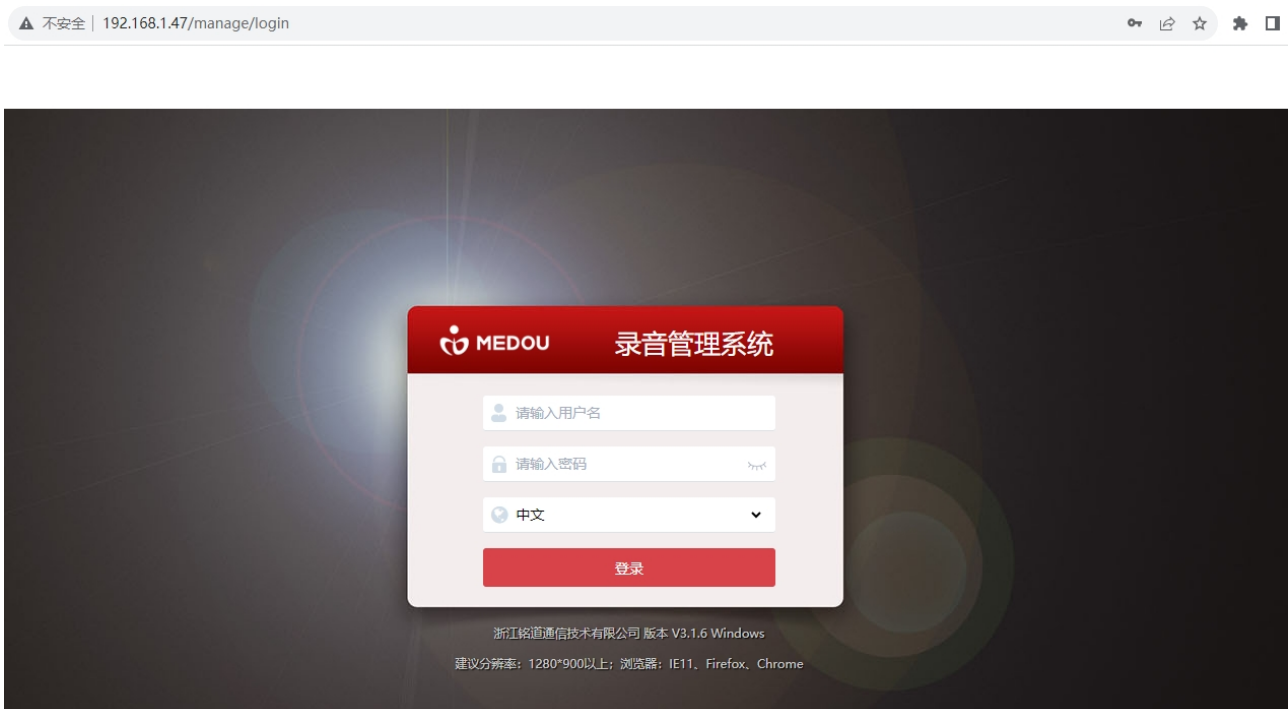 不安全 | 192.168.1.47/manage/login
MEDOU 录音管理系统
请输入用户名
请输入密码
中文
登录
浙江铭道通信技术有限公司 版本 V3.1.6 Windows
建议分辨率：1280*900以上；浏览器：IE11、Firefox、Chrome